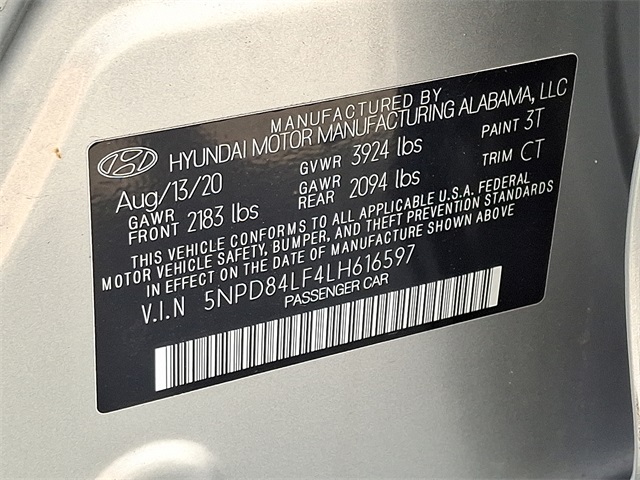 MANUFACTURED BY
HYUNDAI MOTOR MANUFACTURING ALABAMA, LLC
Aug/13/20 GVWR 3924 lbs PAINT 3T
GAWR FRONT 2183 lbs GAWR REAR 2094 lbs TRIM CT
THIS VEHICLE CONFORMS TO ALL APPLICABLE U.S.A. FEDERAL
MOTOR VEHICLE SAFETY, BUMPER, AND THEFT PREVENTION STANDARDS
IN EFFECT ON THE DATE OF MANUFACTURE SHOWN ABOVE
V.I.N 5NPD84LF4LH616597
PASSENGER CAR